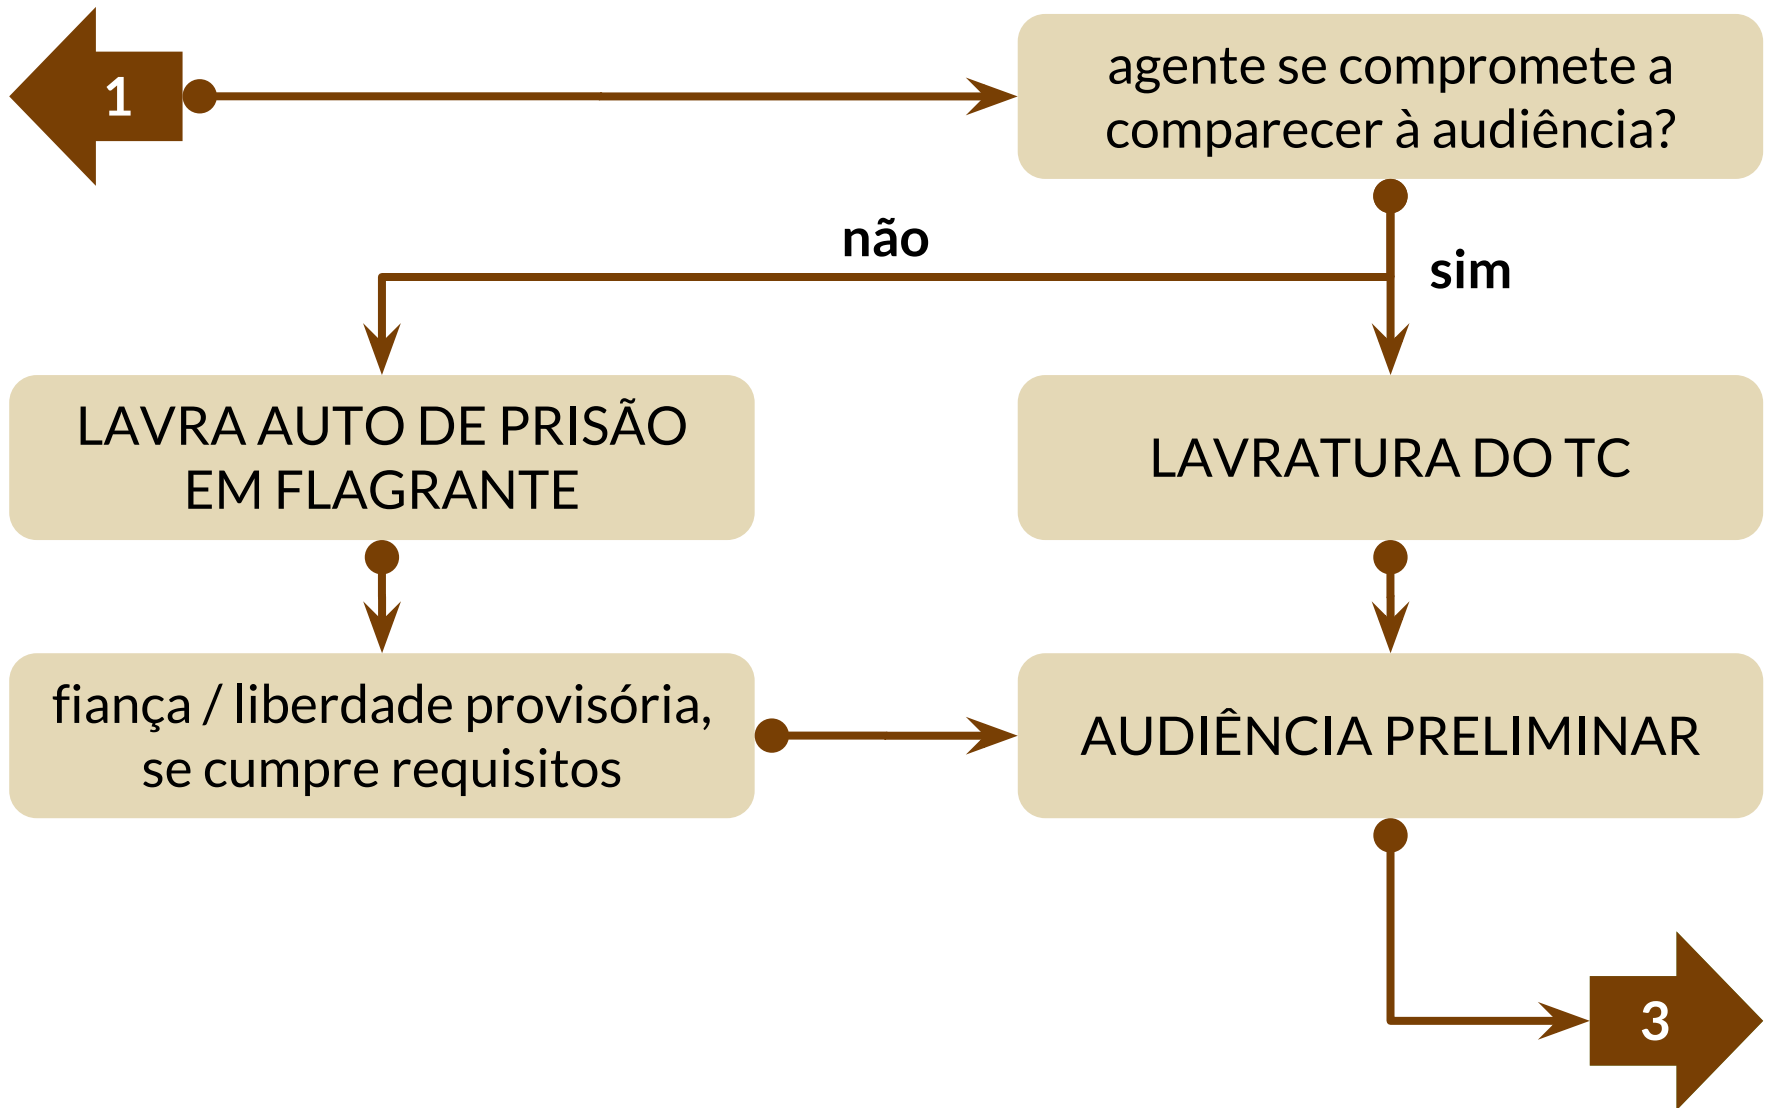 1
agente se compromete a
comparecer à audiência?
não
sim
LAVRA AUTO DE PRISÃO
EM FLAGRANTE
LAVRATURA DO TC
fiança / liberdade provisória,
se cumpre requisitos
AUDIÊNCIA PRELIMINAR
3